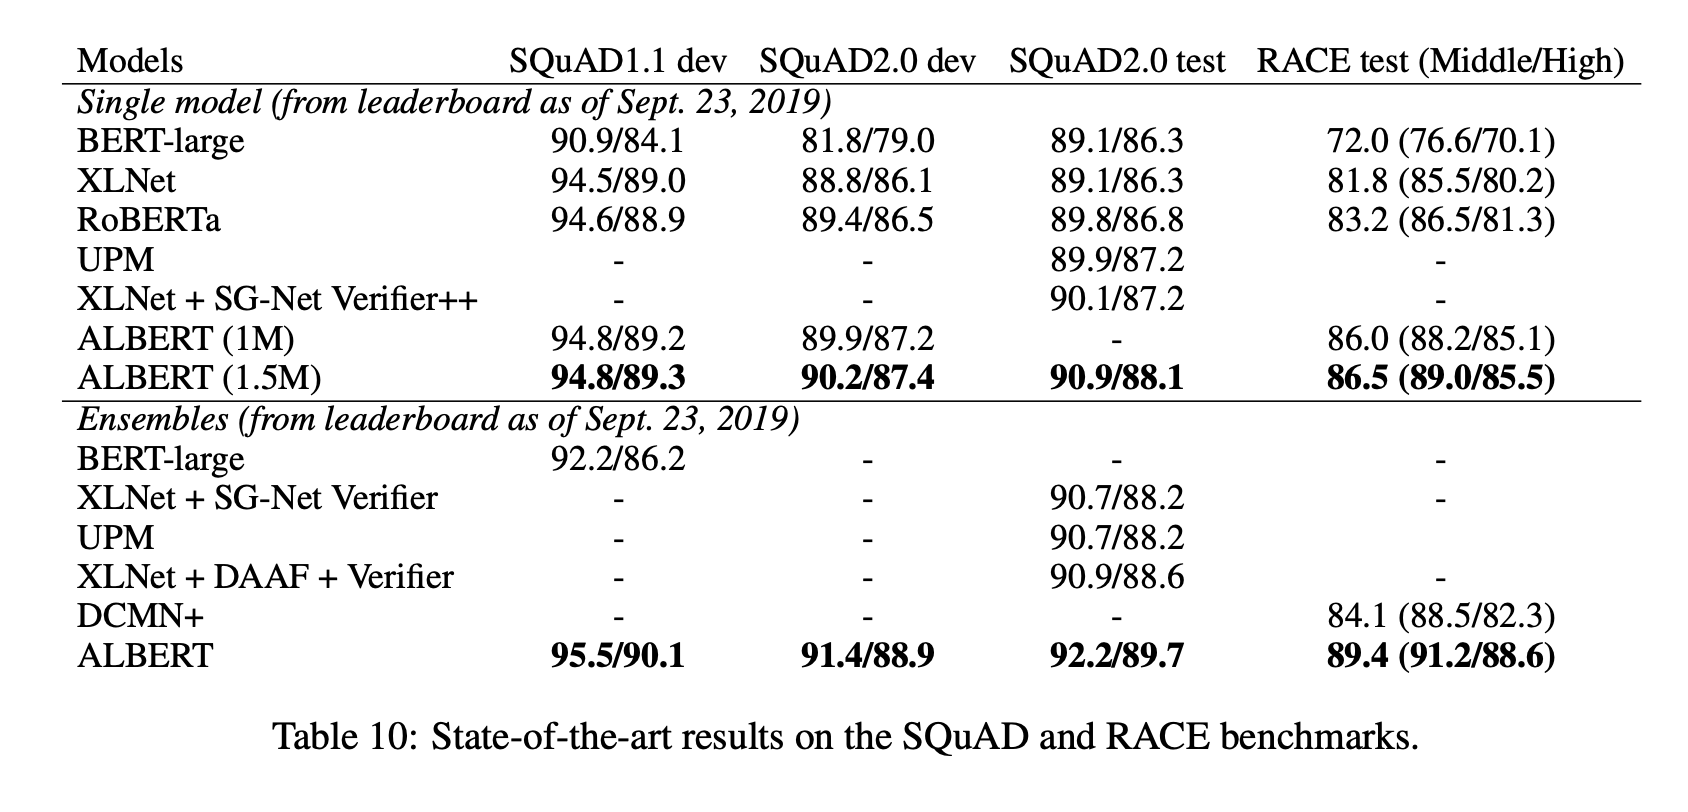 Models SQuAD1.1 dev SQuAD2.0 dev SQuAD2.0 test RACE test (Middle/High)
Single model (from leaderboard as of Sept. 23, 2019)
BERT-large 90.9/84.1 81.8/79.0 89.1/86.3 72.0 (76.6/70.1)
XLNet 94.5/89.0 88.8/86.1 89.1/86.3 81.8 (85.5/80.2)
RoBERTa 94.6/88.9 89.4/86.5 89.8/86.8 83.2 (86.5/81.3)
UPM - - 89.9/87.2 -
XLNet + SG-Net Verifier++ - - 90.1/87.2 -
ALBERT (1M) 94.8/89.2 89.9/87.2 - 86.0 (88.2/85.1)
ALBERT (1.5M) 94.8/89.3 90.2/87.4 90.9/88.1 86.5 (89.0/85.5)
Ensembles (from leaderboard as of Sept. 23, 2019)
BERT-large 92.2/86.2 - - -
XLNet + SG-Net Verifier - - 90.7/88.2 -
UPM - - 90.7/88.2
XLNet + DAAF + Verifier - - 90.9/88.6 -
DCMN+ - - - 84.1 (88.5/82.3)
ALBERT 95.5/90.1 91.4/88.9 92.2/89.7 89.4 (91.2/88.6)
Table 10: State-of-the-art results on the SQuAD and RACE benchmarks.